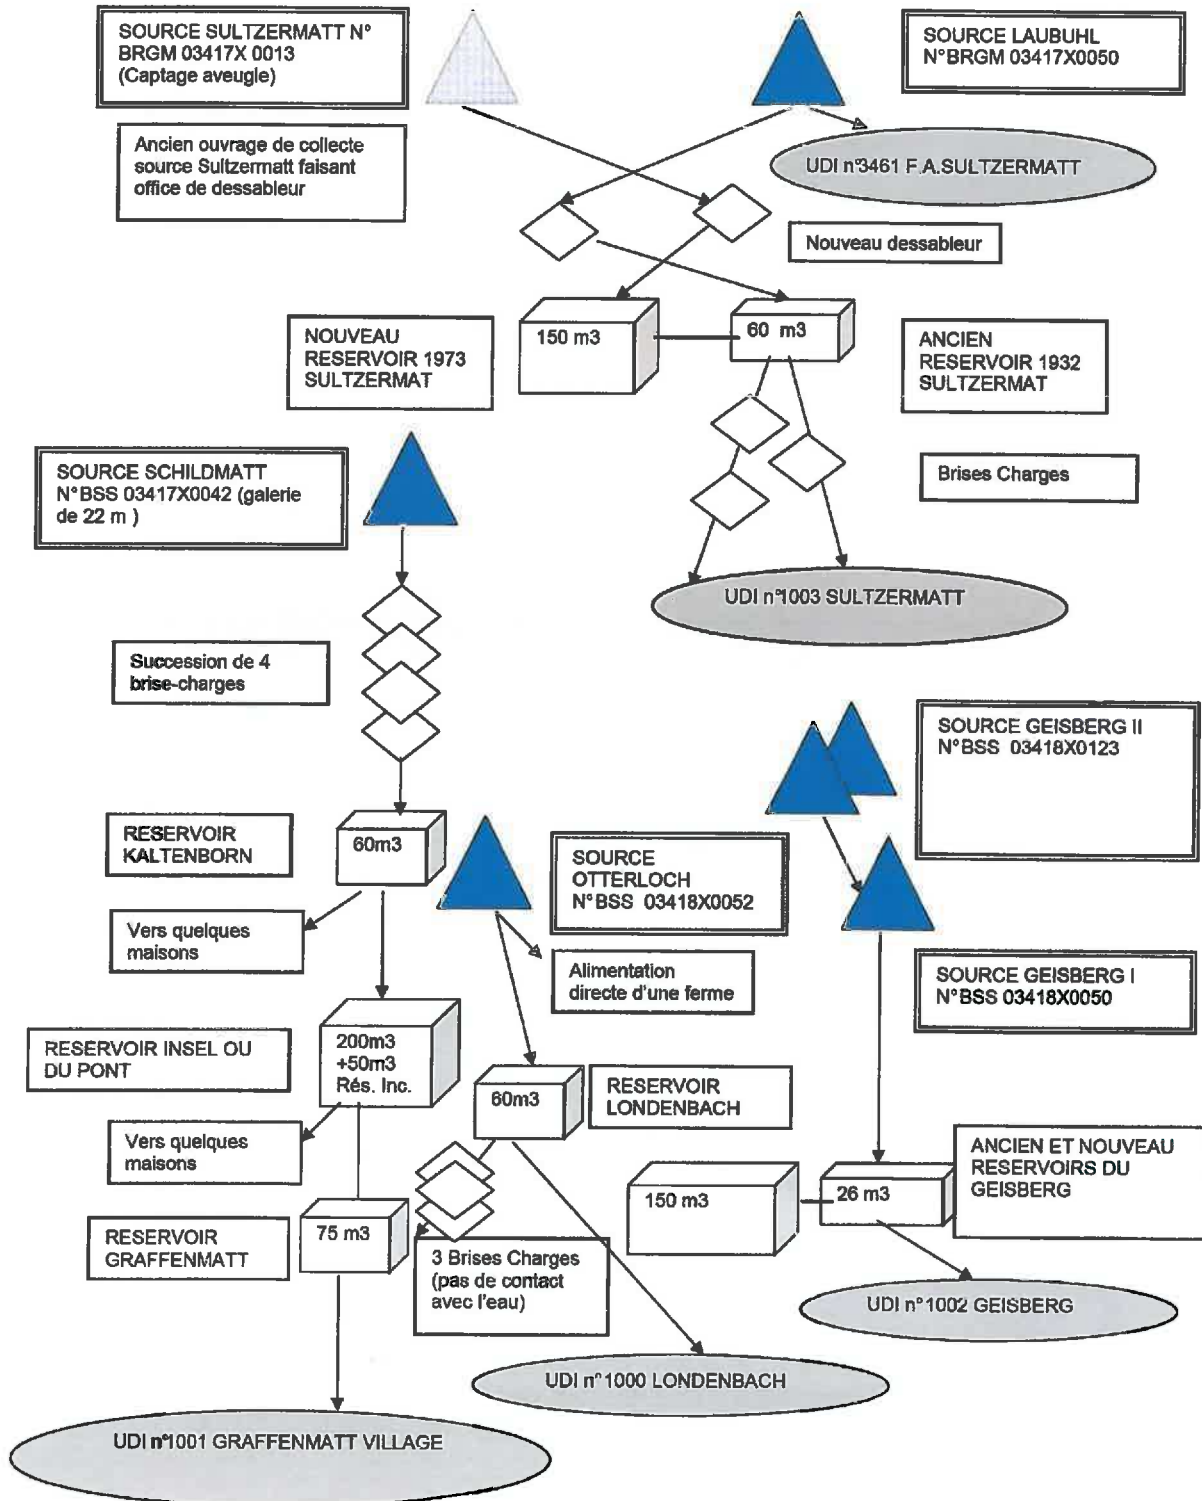 SOURCE SULTZERMATT N°
BRGM 03417X 0013
(Captage aveugle)
SOURCE LAUBUHL
N°BRGM 03417X0050
Ancien ouvrage de collecte
source Sultzermatt faisant
office de dessableur
UDI n°3461 F.A.SULTZERMATT
Nouveau dessableur
NOUVEAU
RESERVOIR 1973
SULTZERMAT
150 m3
60 m3
ANCIEN
RESERVOIR 1932
SULTZERMAT
SOURCE SCHILDMATT
N°BSS 03417X0042 (galerie
de 22 m )
Brises Charges
UDI n°1003 SULTZERMATT
Succession de 4
brise-charges
SOURCE GEISBERG II
N°BSS 03418X0123
RESERVOIR
KALTENBORN
60m3
SOURCE
OTTERLOCH
N°BSS 03418X0052
Vers quelques
maisons
Alimentation
directe d'une ferme
SOURCE GEISBERG I
N°BSS 03418X0050
RESERVOIR INSEL OU
DU PONT
200m3
+50m3
Rés. Inc.
60m3
RESERVOIR
LONDENBACH
Vers quelques
maisons
ANCIEN ET NOUVEAU
RESERVOIRS DU
GEISBERG
150 m3
26 m3
RESERVOIR
GRAFFENMATT
75 m3
3 Brises Charges
(pas de contact
avec l'eau)
UDI n°1002 GEISBERG
UDI n°1000 LONDENBACH
UDI n°1001 GRAFFENMATT VILLAGE